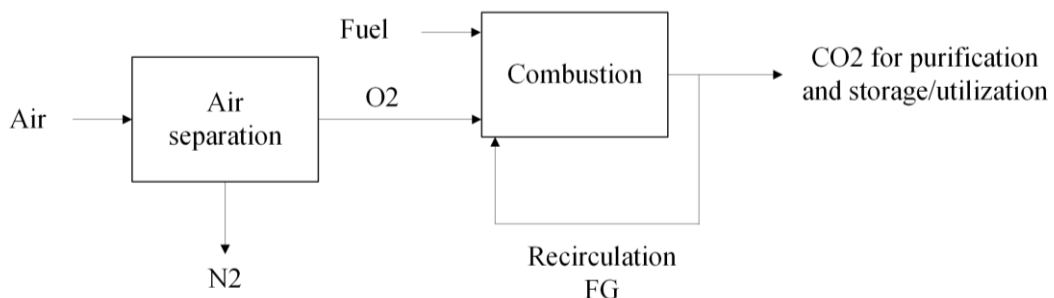 Fuel
Combustion
CO2 for purification
and storage/utilization
Air
Air
separation
O2
N2
Recirculation
FG